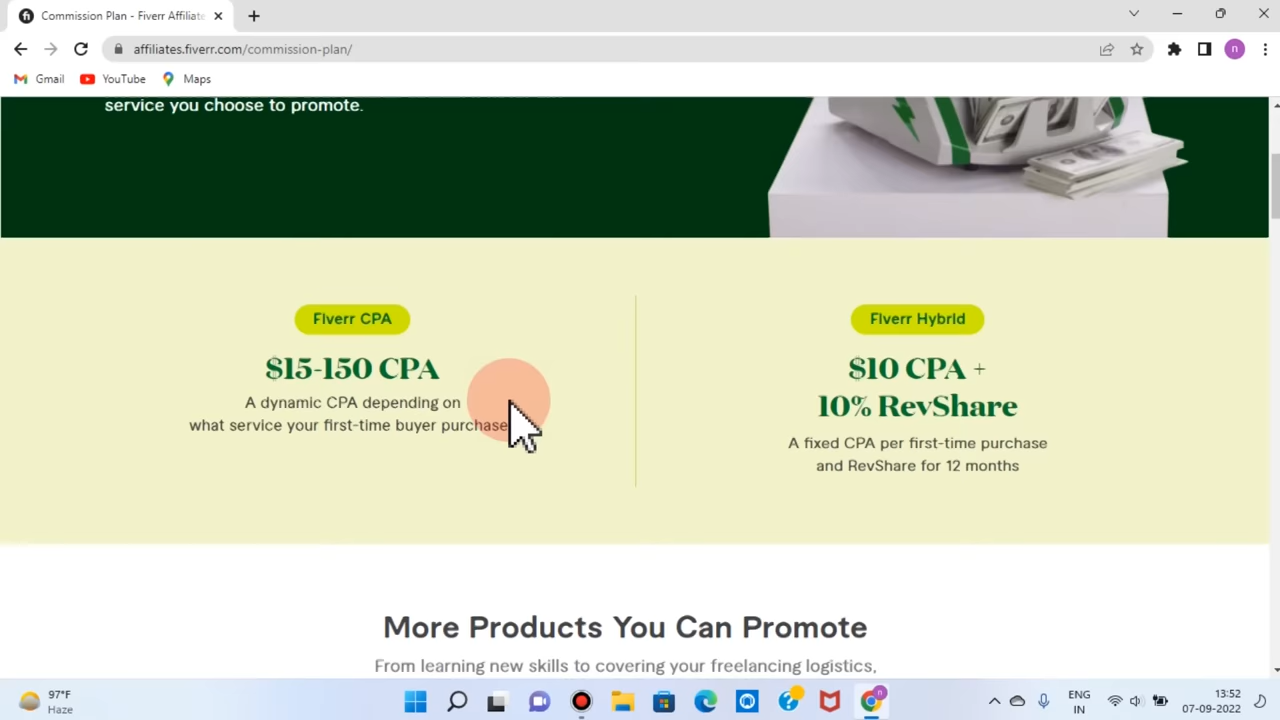 Commission Plan - Fiverr Affiliate
affiliates.fiverr.com/commission-plan/
n
Gmail
YouTube
Maps
service you choose to promote.
Fiverr CPA
$15-150 CPA
A dynamic CPA depending on
what service your first-time buyer purchase
Fiverr Hybrid
$10 CPA +
10% RevShare
A fixed CPA per first-time purchase
and RevShare for 12 months
More Products You Can Promote
From learning new skills to covering your freelancing logistics,
97°F
Haze
ENG
IN
13:52
07-09-2022